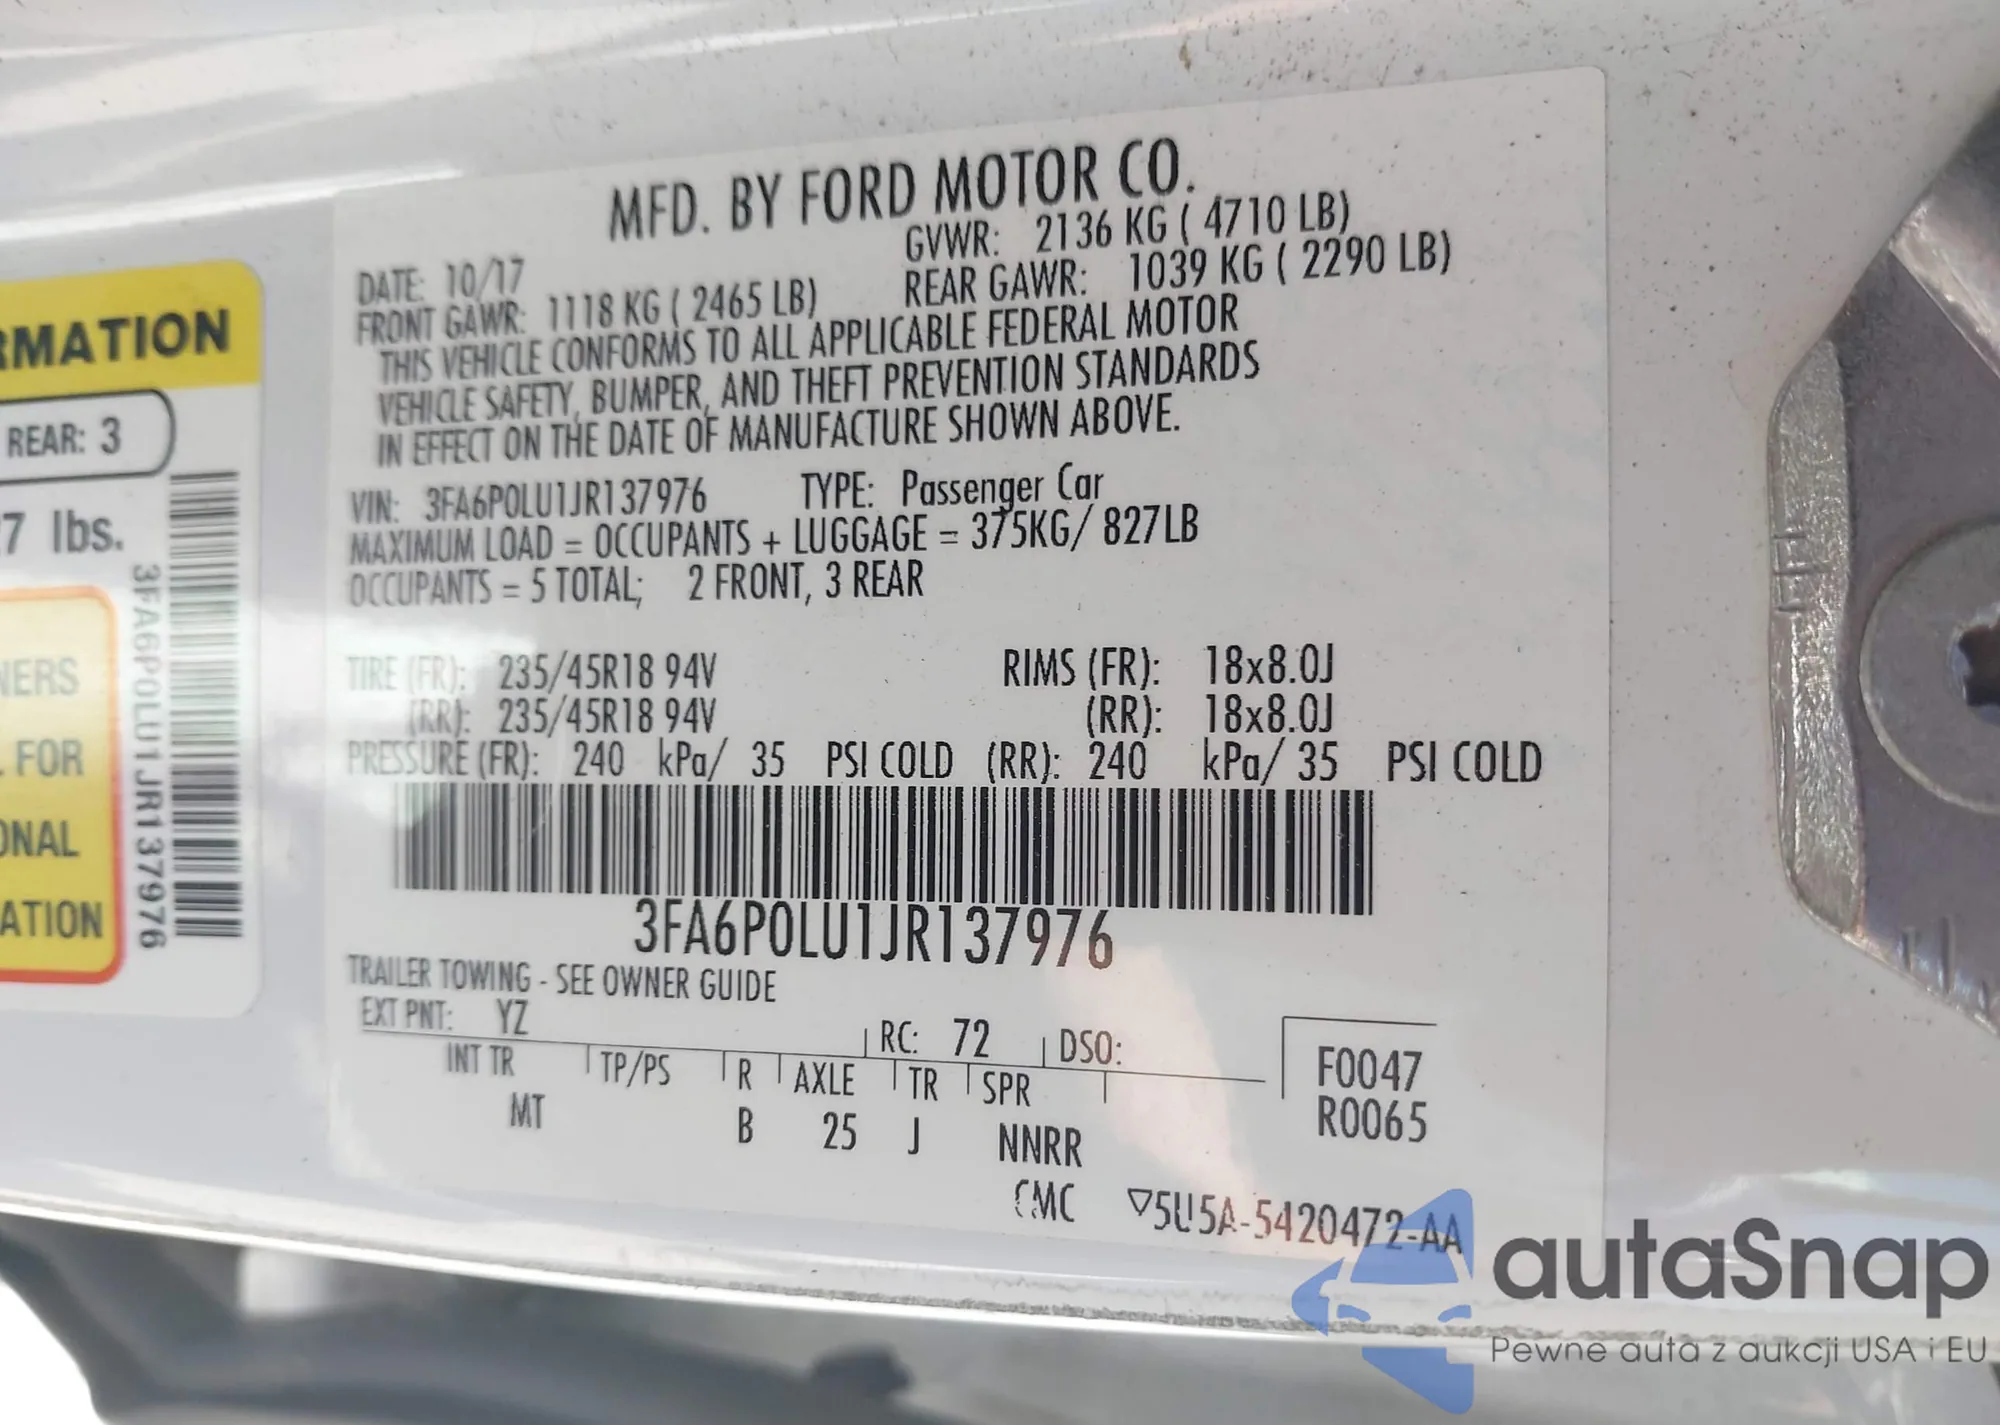 MFD. BY FORD MOTOR CO.
DATE: 10/17
GVWR: 2136 KG ( 4710 LB)
FRONT GAWR: 1118 KG ( 2465 LB)
REAR GAWR: 1039 KG ( 2290 LB)
THIS VEHICLE CONFORMS TO ALL APPLICABLE FEDERAL MOTOR
VEHICLE SAFETY, BUMPER, AND THEFT PREVENTION STANDARDS
IN EFFECT ON THE DATE OF MANUFACTURE SHOWN ABOVE.
VIN: 3FA6P0LU1JR137976 TYPE: Passenger Car
MAXIMUM LOAD = OCCUPANTS + LUGGAGE = 375KG/ 827LB
OCCUPANTS = 5 TOTAL; 2 FRONT, 3 REAR
TIRE (FR): 235/45R18 94V RIMS (FR): 18x8.0J
(RR): 235/45R18 94V (RR): 18x8.0J
PRESSURE (FR): 240 kPa/ 35 PSI COLD (RR): 240 kPa/ 35 PSI COLD
3FA6P0LU1JR137976
TRAILER TOWING - SEE OWNER GUIDE
EXT PNT: YZ RC: 72 DSO:
INT TR TP/PS R AXLE TR SPR
MT B 25 J NNRR
F0047
R0065
CMC ▽5U5A-5420472-AA
RMATION
REAR: 3
7 lbs.
3FA6P0LU1JR137976
NERS
FOR
ONAL
ATION
autaSnap
Pewne auta z aukcji USA i EU